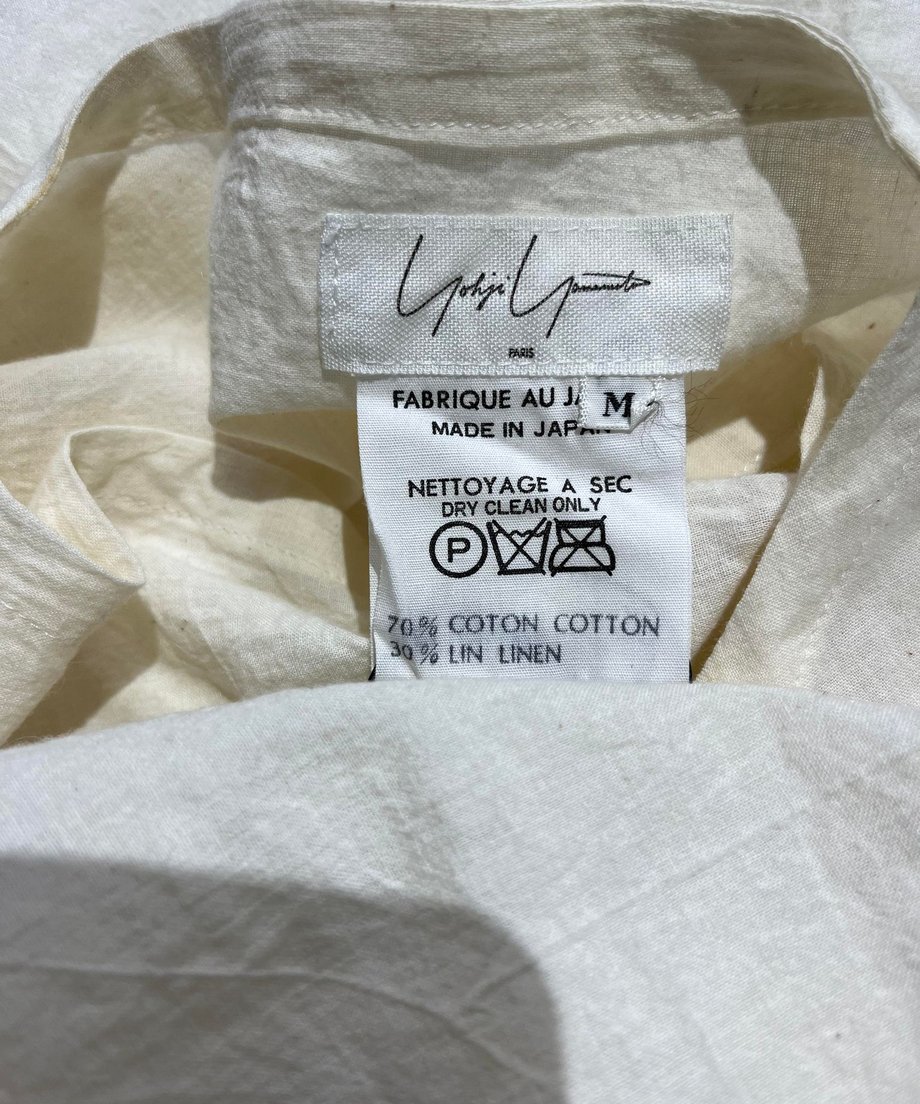 Yohji Yamamoto
PARIS
FABRIQUE AU JA
M
MADE IN JAPAN
NETTOYAGE A SEC
DRY CLEAN ONLY
P
70% COTON COTTON
30% LIN LINEN